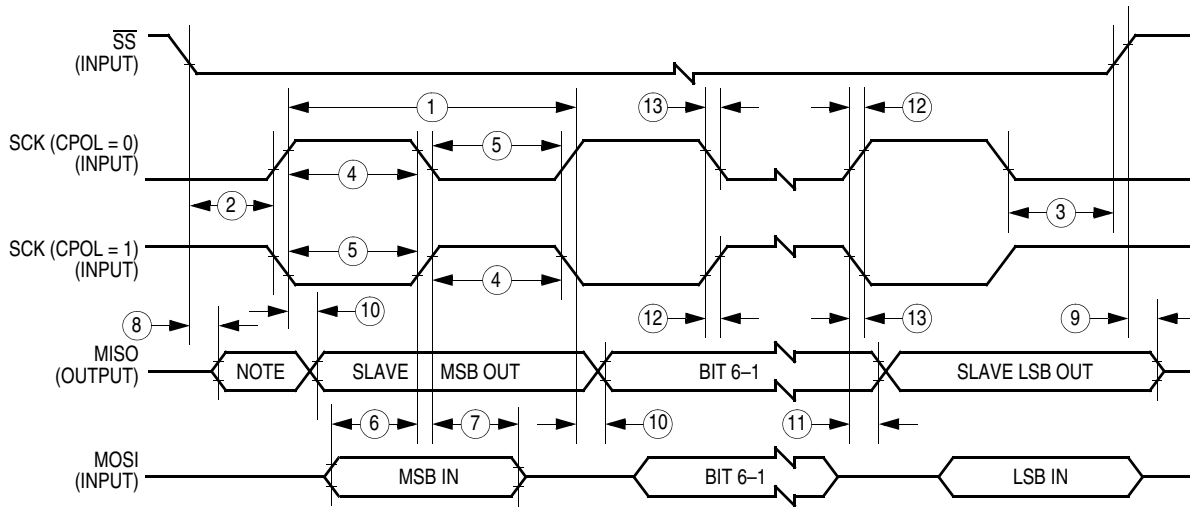 SS
(INPUT)
1
13
12
SCK (CPOL = 0)
(INPUT)
5
4
2
3
SCK (CPOL = 1)
(INPUT)
5
4
8
10
12
13
9
MISO
(OUTPUT)
NOTE
SLAVE
MSB OUT
BIT 6–1
SLAVE LSB OUT
6
7
10
11
MOSI
(INPUT)
MSB IN
BIT 6–1
LSB IN